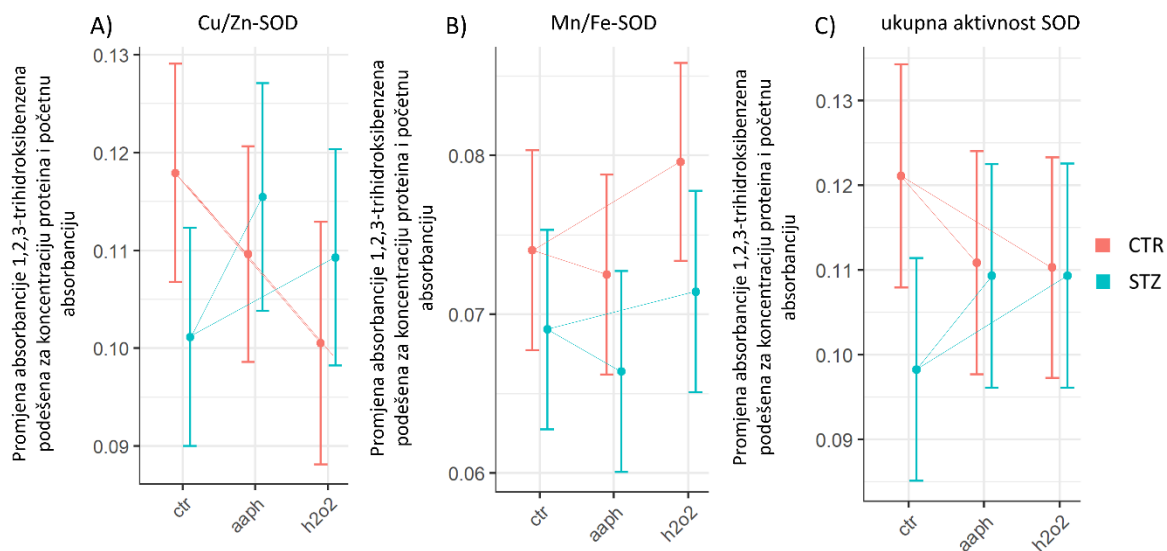 A) Cu/Zn-SOD
Promjena absorbancije 1,2,3-trihidroksibenzena
podešena za koncentraciju proteina i početnu
absorbanciju
0.13
0.12
0.11
0.10
0.09
ctr
aaph
h2o2
B) Mn/Fe-SOD
Promjena absorbancije 1,2,3-trihidroksibenzena
podešena za koncentraciju proteina i početnu
absorbanciju
0.08
0.07
0.06
ctr
aaph
h2o2
C) ukupna aktivnost SOD
Promjena absorbancije 1,2,3-trihidroksibenzena
podešena za koncentraciju proteina i početnu
absorbanciju
0.13
0.12
0.11
0.10
0.09
ctr
aaph
h2o2
CTR
STZ